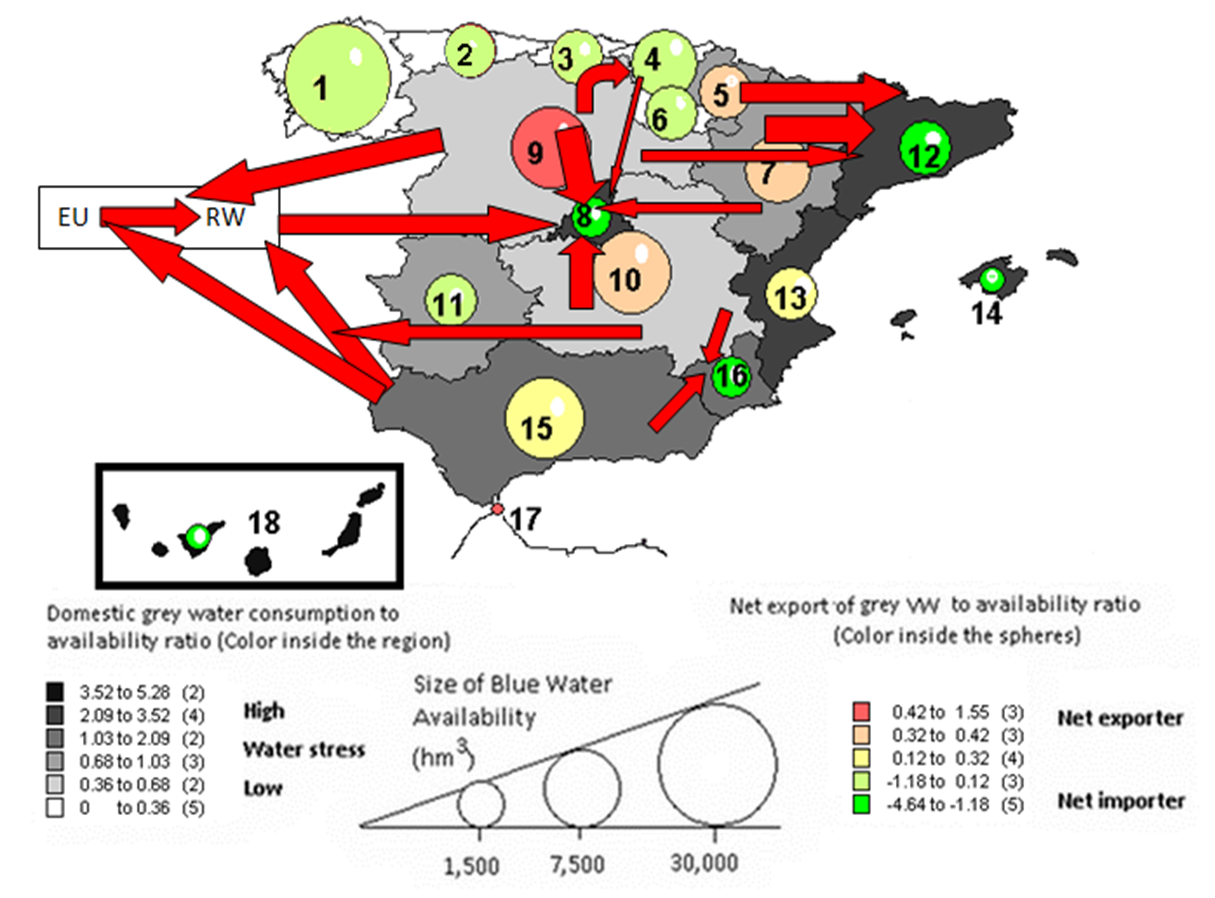 1
2
3
4
5
6
7
8
9
10
11
12
13
14
15
16
17
18
EU
RW
Domestic grey water consumption to
availability ratio (Color inside the region)
3.52 to 5.28 (2)
2.09 to 3.52 (4)
1.03 to 2.09 (2)
0.68 to 1.03 (3)
0.36 to 0.68 (2)
0 to 0.36 (5)
High
Water stress
Low
Size of Blue Water
Availability
(hm³)
1,500
7,500
30,000
Net export of grey VW to availability ratio
(Color inside the spheres)
0.42 to 1.55 (3)
0.32 to 0.42 (3)
0.12 to 0.32 (4)
-1.18 to 0.12 (3)
-4.64 to -1.18 (5)
Net exporter
Net importer